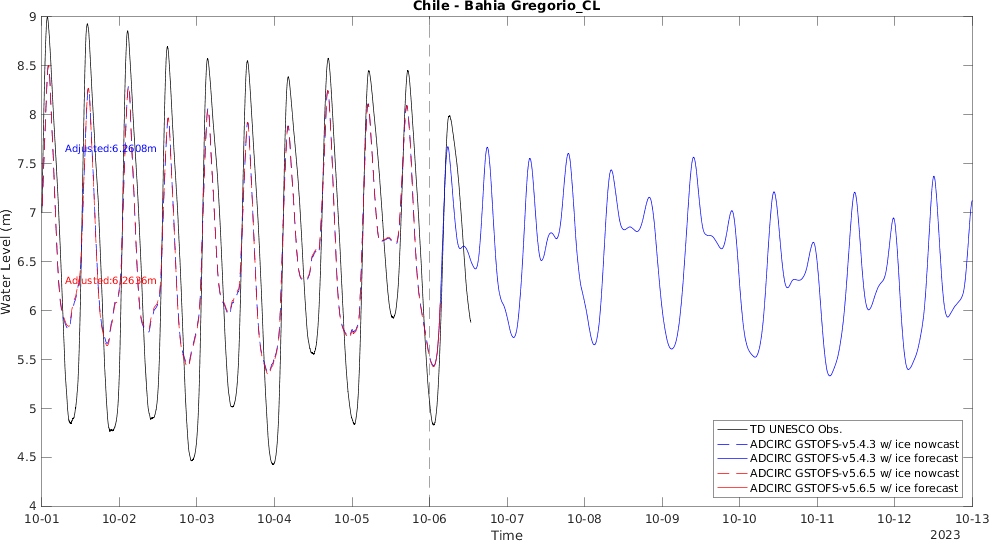 Chile - Bahia Gregorio_CL
Water Level (m)
9
8.5
8
7.5
7
6.5
6
5.5
5
4.5
4
Adjusted:6.2608m
Adjusted:6.2636m
TD UNESCO Obs.
ADCIRC GSTOFS-v5.4.3 w/ ice nowcast
ADCIRC GSTOFS-v5.4.3 w/ ice forecast
ADCIRC GSTOFS-v5.6.5 w/ ice nowcast
ADCIRC GSTOFS-v5.6.5 w/ ice forecast
10-01 10-02 10-03 10-04 10-05 10-06 10-07 10-08 10-09 10-10 10-11 10-12 10-13
Time
2023